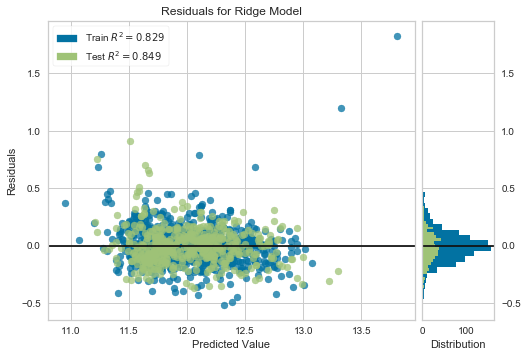 Residuals for Ridge Model
Train R² = 0.829
Test R² = 0.849
Residuals
1.5
1.0
0.5
0.0
−0.5
11.0 11.5 12.0 12.5 13.0 13.5
Predicted Value
1.5
1.0
0.5
0.0
−0.5
0 100
Distribution